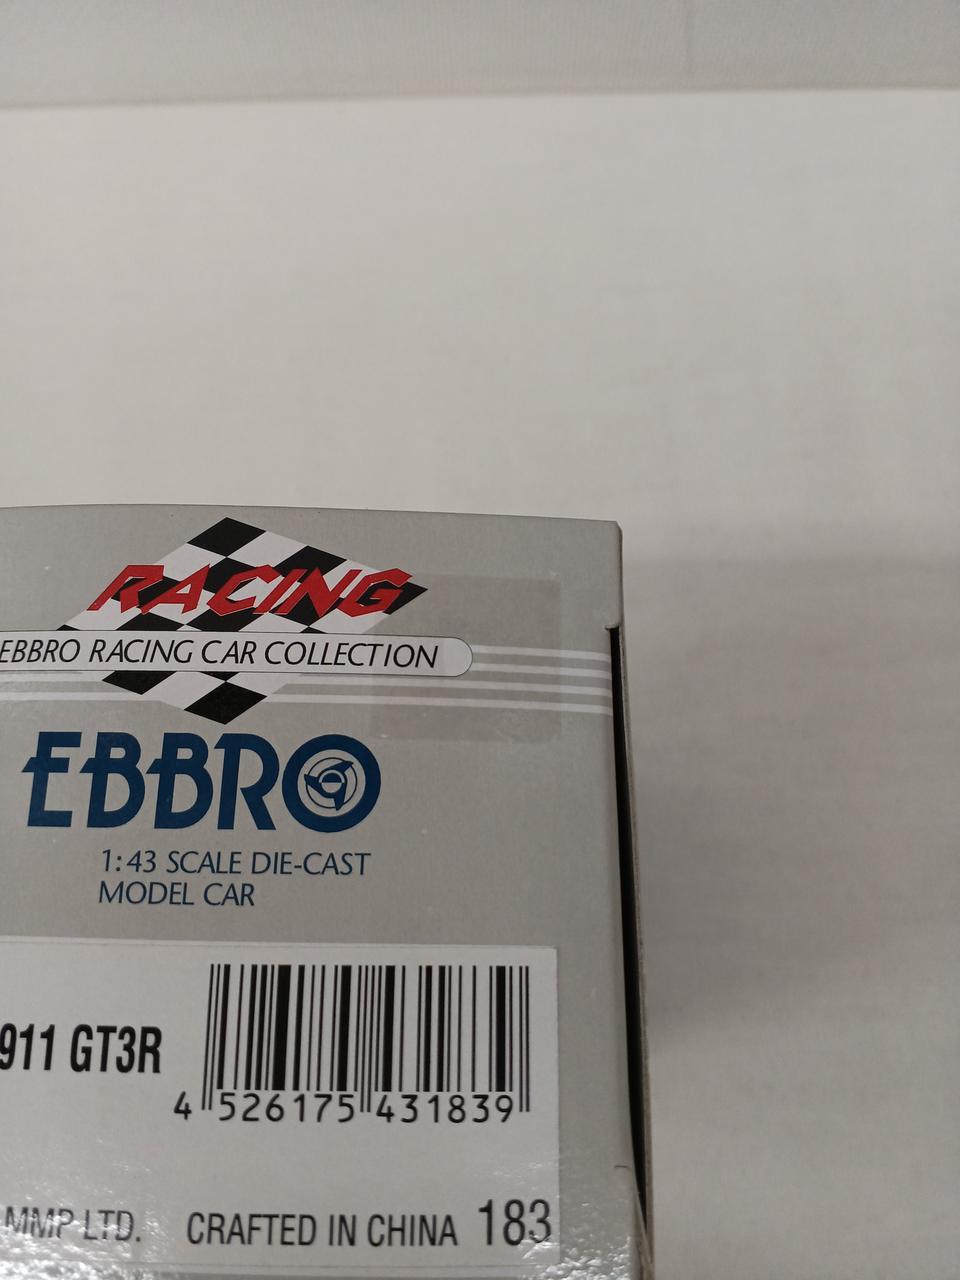 RACING
EBBRO RACING CAR COLLECTION
EBBRO
1:43 SCALE DIE-CAST
MODEL CAR
911 GT3R
4 526175 431839
MMP LTD. CRAFTED IN CHINA 183